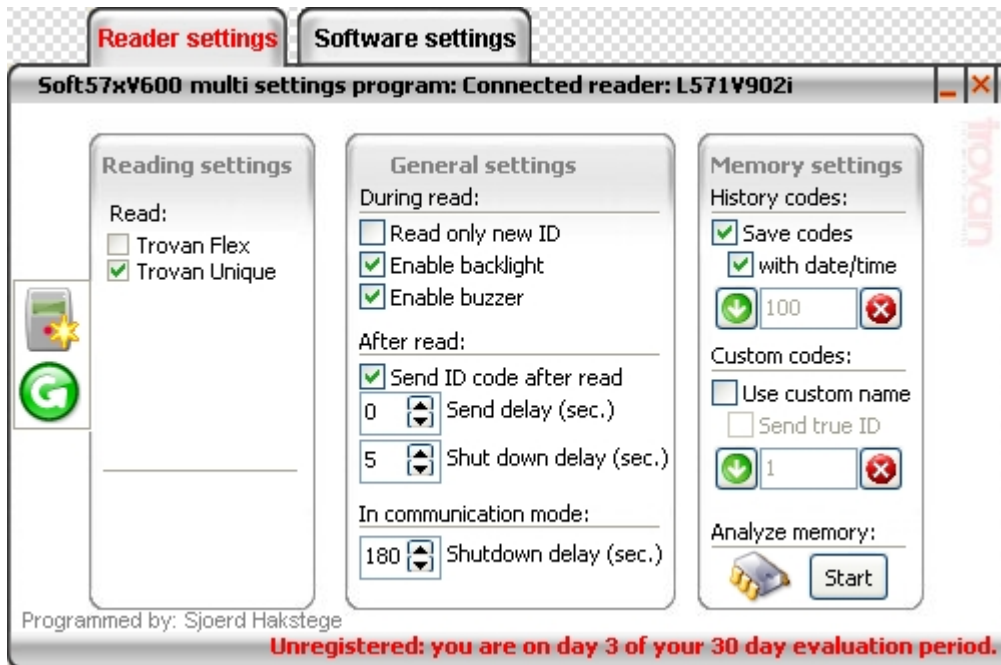 Reader settings
Software settings
Soft57xV600 multi settings program: Connected reader: L571V902i
trovan
Reading settings
Read:
Trovan Flex
Trovan Unique
General settings
During read:
Read only new ID
Enable backlight
Enable buzzer
After read:
Send ID code after read
0 Send delay (sec.)
5 Shut down delay (sec.)
In communication mode:
180 Shutdown delay (sec.)
Memory settings
History codes:
Save codes
with date/time
100
Custom codes:
Use custom name
Send true ID
1
Analyze memory:
Start
Programmed by: Sjoerd Hakstege
Unregistered: you are on day 3 of your 30 day evaluation period.